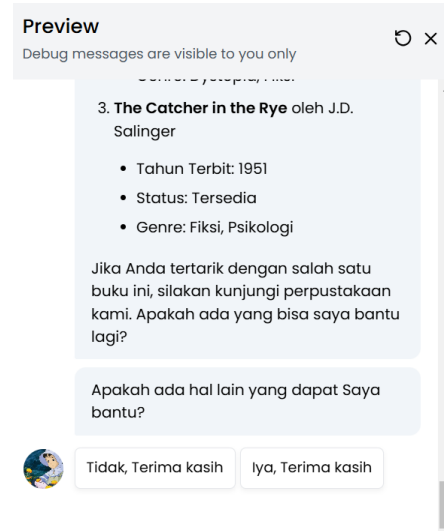 Preview
Debug messages are visible to you only
3. The Catcher in the Rye oleh J.D.
Salinger
• Tahun Terbit: 1951
• Status: Tersedia
• Genre: Fiksi, Psikologi
Jika Anda tertarik dengan salah satu
buku ini, silakan kunjungi perpustakaan
kami. Apakah ada yang bisa saya bantu
lagi?
Apakah ada hal lain yang dapat Saya
bantu?
Tidak, Terima kasih
Iya, Terima kasih